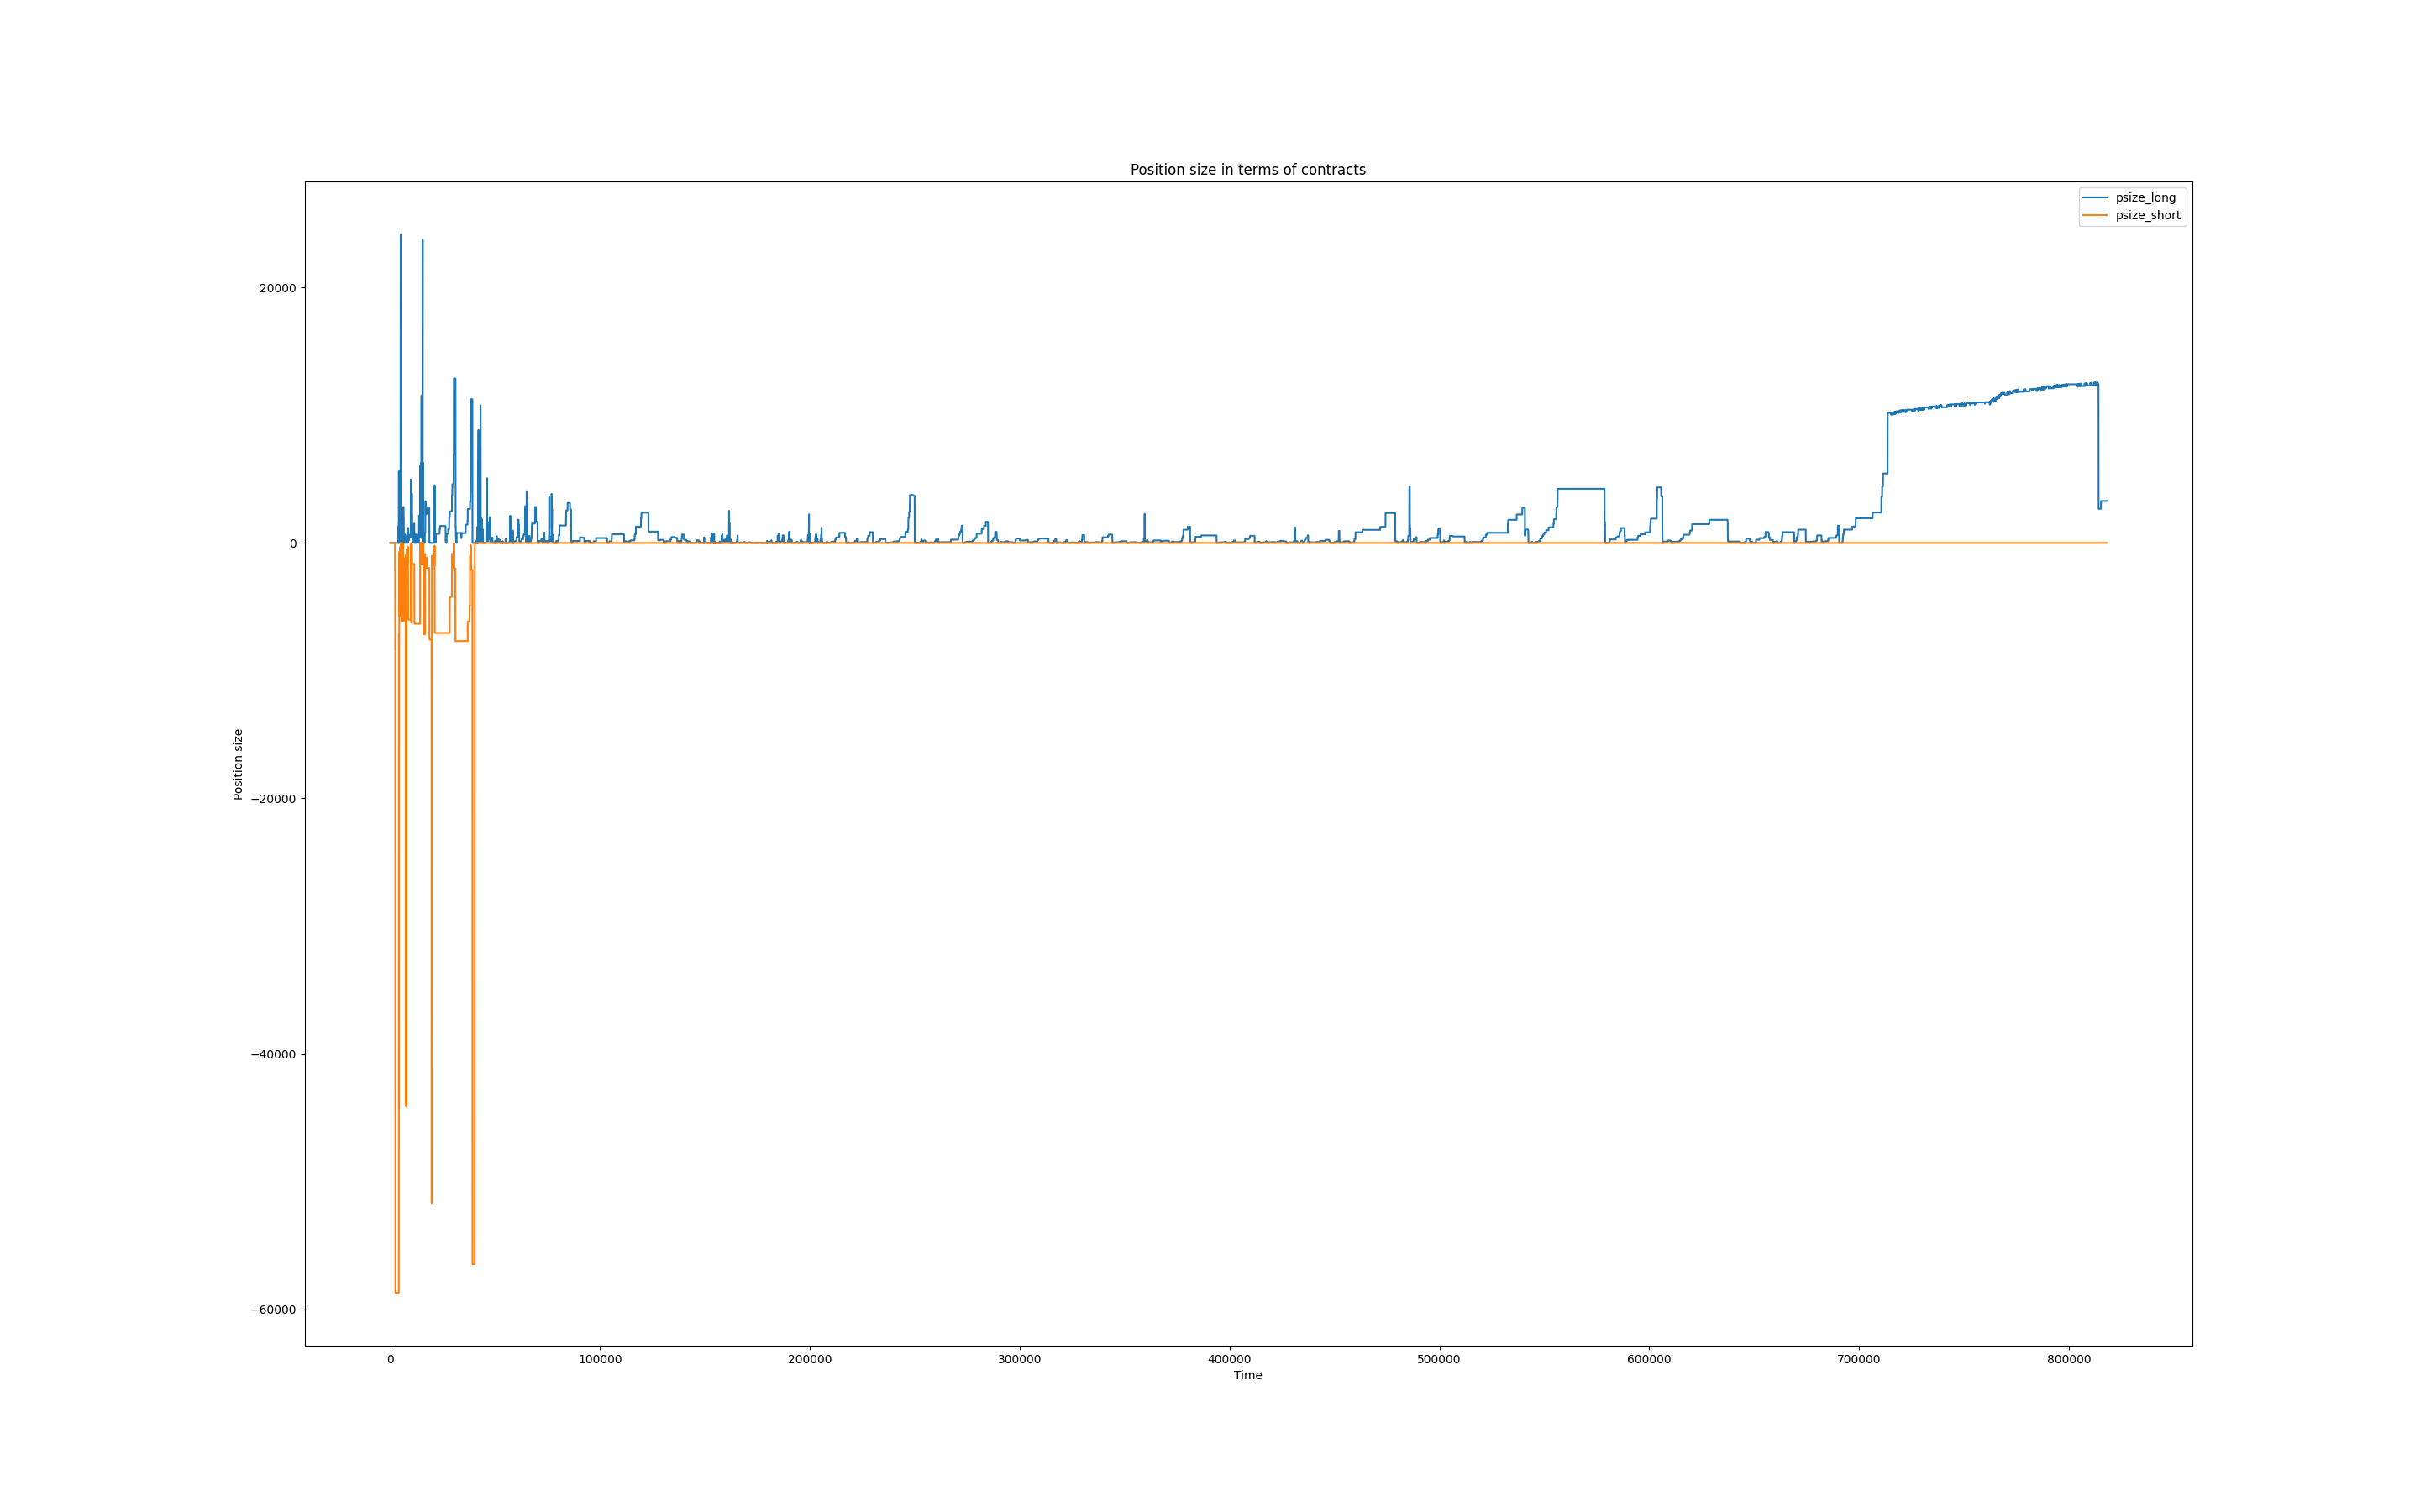 Position size in terms of contracts
psize_long
psize_short
20000
0
−20000
−40000
−60000
Position size
0
100000
200000
300000
400000
500000
600000
700000
800000
Time